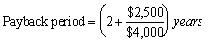 Payback period = (2 + $2,500 / $4,000) years